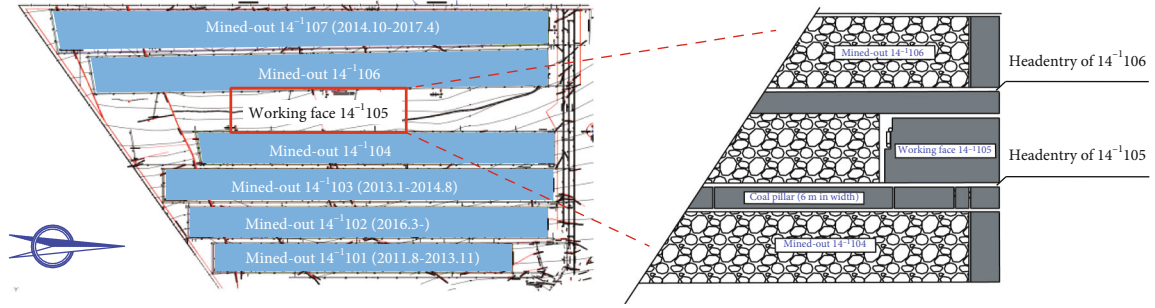 Mined-out 14⁻¹107 (2014.10-2017.4)
Mined-out 14⁻¹106
Working face 14⁻¹105
Mined-out 14⁻¹104
Mined-out 14⁻¹103 (2013.1-2014.8)
Mined-out 14⁻¹102 (2016.3-)
Mined-out 14⁻¹101 (2011.8-2013.11)
Mined-out 14⁻¹106
Headentry of 14⁻¹106
Working face 14⁻¹105
Headentry of 14⁻¹105
Coal pillar (6 m in width)
Mined-out 14⁻¹104